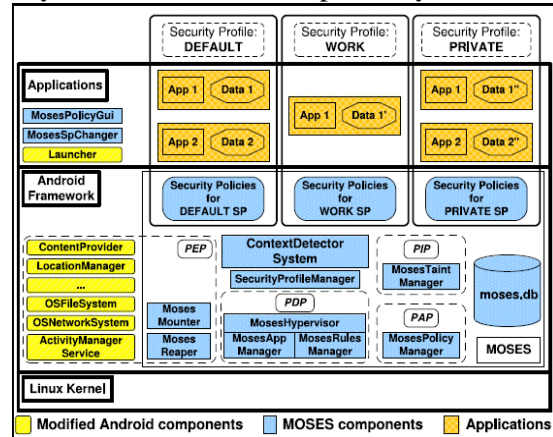 Security Profile:
DEFAULT
Security Profile:
WORK
Security Profile:
PRIVATE
Applications
MosesPolicyGui
MosesSpChanger
Launcher
App 1
Data 1
App 2
Data 2
App 1
Data 1'
App 1
Data 1"
App 2
Data 2"
Android
Framework
Security Policies
for
DEFAULT SP
Security Policies
for
WORK SP
Security Policies
for
PRIVATE SP
ContentProvider
LocationManager
...
OSFileSystem
OSNetworkSystem
ActivityManager
Service
PEP
Moses
Mounter
Moses
Reaper
ContextDetector
System
SecurityProfileManager
PDP
MosesHypervisor
MosesApp
Manager
MosesRules
Manager
PIP
MosesTaint
Manager
PAP
MosesPolicy
Manager
moses.db
MOSES
Linux Kernel
Modified Android components
MOSES components
Applications